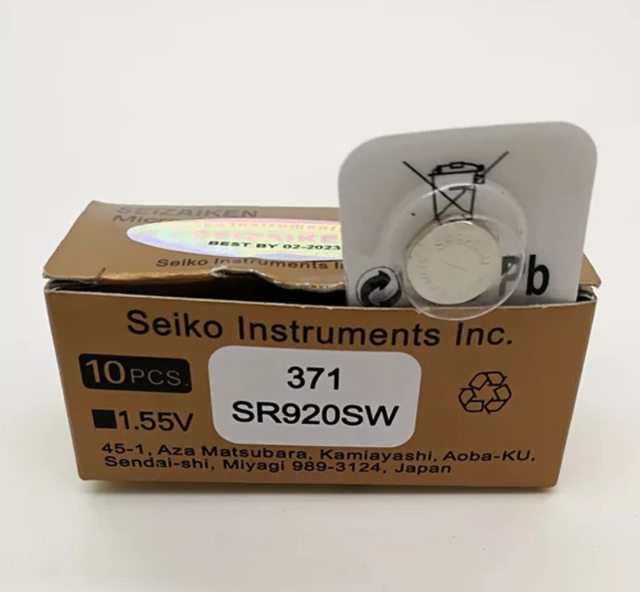 SEIZAIKEN
BEST BY 02-2023
Seiko Instruments
Pb
Seiko Instruments Inc.
10PCS.
371
SR920SW
1.55V
45-1, Aza Matsubara, Kamiayashi, Aoba-KU,
Sendai-shi, Miyagi 989-3124, Japan